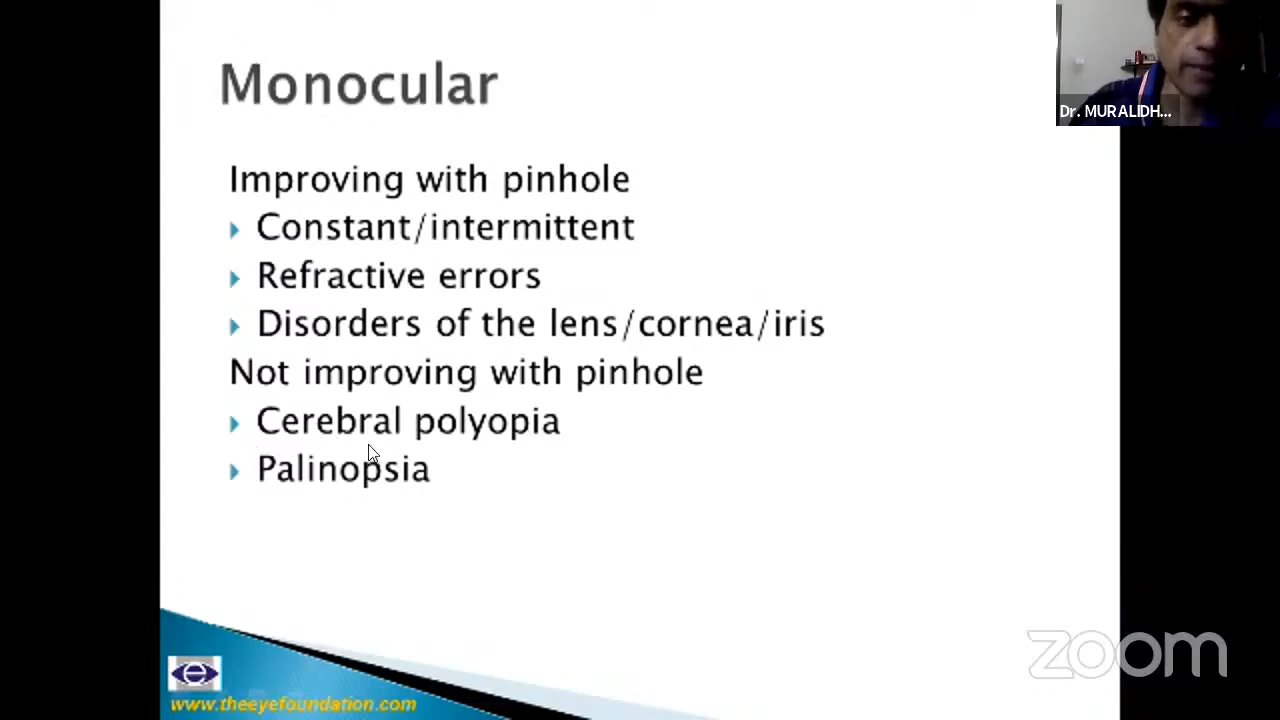 Monocular
Dr. MURALIDH...
Improving with pinhole
Constant/intermittent
Refractive errors
Disorders of the lens/cornea/iris
Not improving with pinhole
Cerebral polyopia
Palinopsia
zoom
e
www.theeyefoundation.com